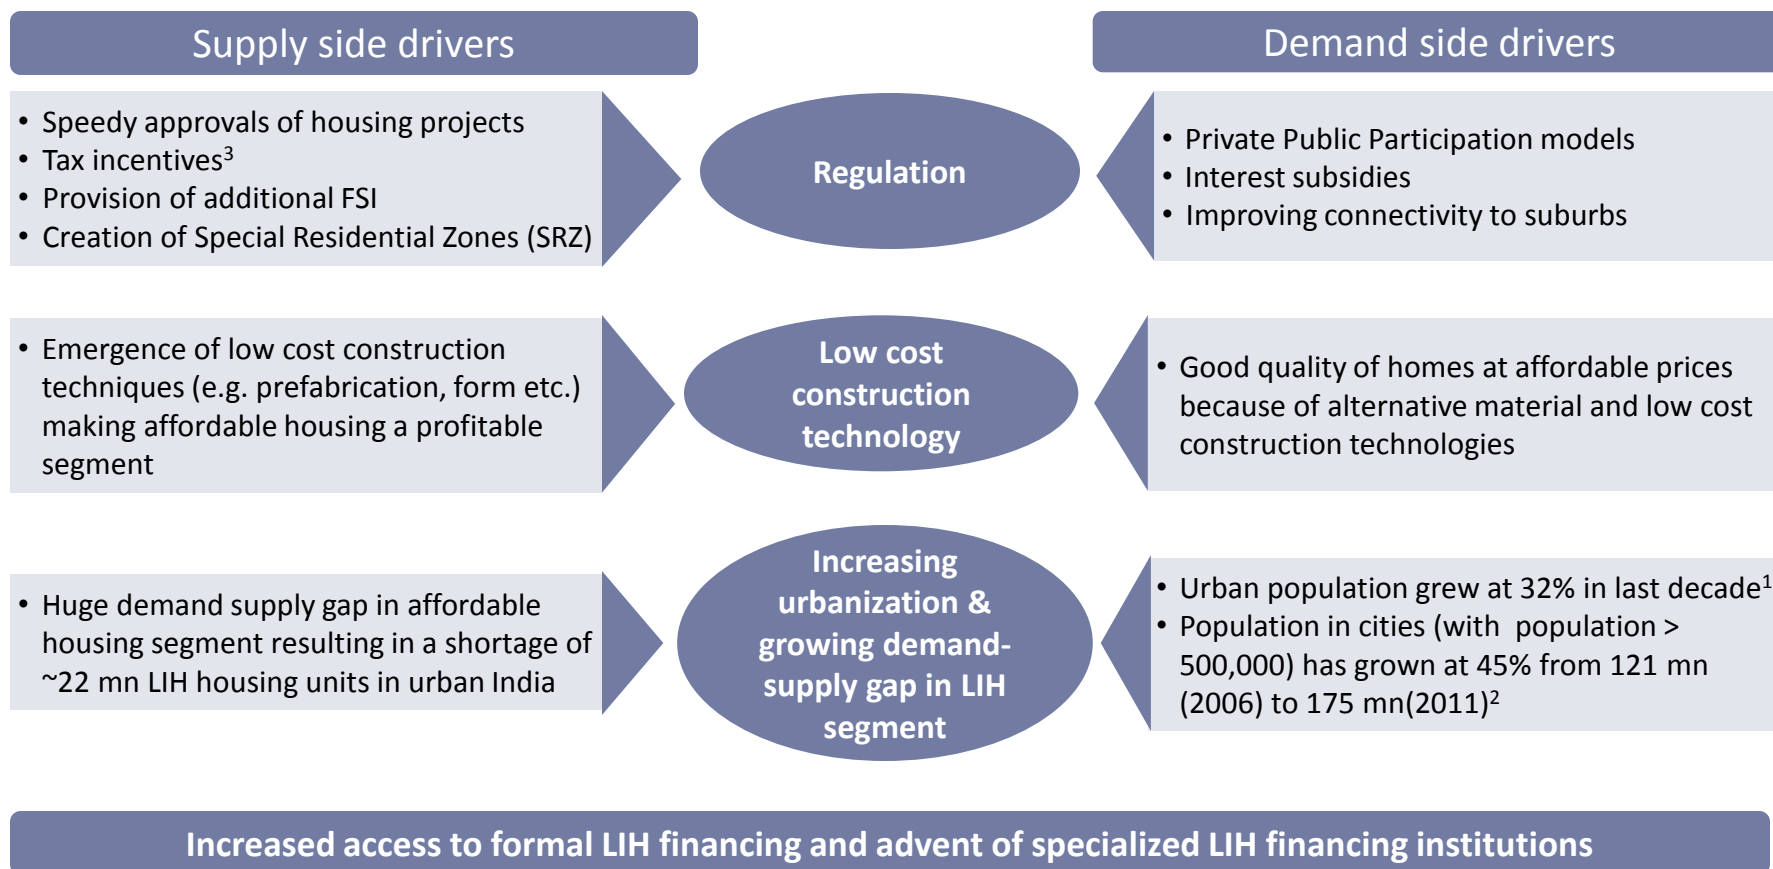 Supply side drivers
Demand side drivers
• Speedy approvals of housing projects
• Tax incentives³
• Provision of additional FSI
• Creation of Special Residential Zones (SRZ)
Regulation
• Private Public Participation models
• Interest subsidies
• Improving connectivity to suburbs
• Emergence of low cost construction
techniques (e.g. prefabrication, form etc.)
making affordable housing a profitable
segment
Low cost
construction
technology
• Good quality of homes at affordable prices
because of alternative material and low cost
construction technologies
• Huge demand supply gap in affordable
housing segment resulting in a shortage of
~22 mn LIH housing units in urban India
Increasing
urbanization &
growing demand-
supply gap in LIH
segment
• Urban population grew at 32% in last decade¹
• Population in cities (with population >
500,000) has grown at 45% from 121 mn
(2006) to 175 mn(2011)²
Increased access to formal LIH financing and advent of specialized LIH financing institutions